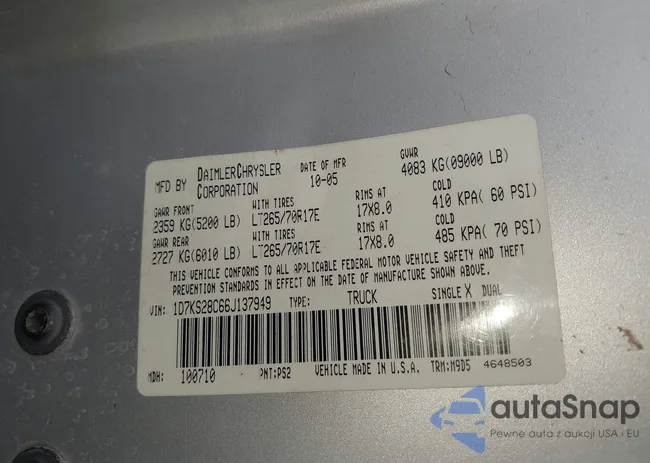 MFD BY DAIMLERCHRYSLER CORPORATION DATE OF MFR 10-05 GVWR 4083 KG(09000 LB)
GAWR FRONT WITH TIRES RIMS AT COLD
2359 KG(5200 LB) LT265/70R17E 17X8.0 410 KPA( 60 PSI)
GAWR REAR WITH TIRES RIMS AT COLD
2727 KG(6010 LB) LT265/70R17E 17X8.0 485 KPA( 70 PSI)
THIS VEHICLE CONFORMS TO ALL APPLICABLE FEDERAL MOTOR VEHICLE SAFETY AND THEFT
PREVENTION STANDARDS IN EFFECT ON THE DATE OF MANUFACTURE SHOWN ABOVE.
VIN: 1D7KS28C66J137949 TYPE: TRUCK SINGLE X DUAL
MDH: 100710 PNT:PS2 VEHICLE MADE IN U.S.A. TRM:M9D5 4648503
autaSnap
Pewne auta z aukcji USA i EU